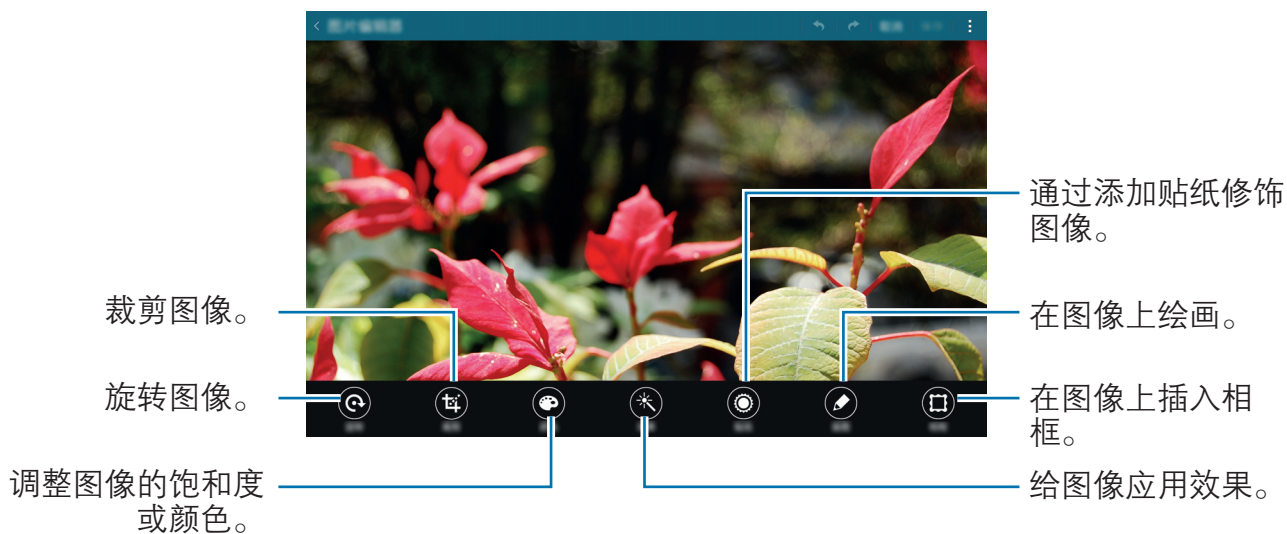 图片编辑器
取消
通过添加贴纸修饰
图像。
裁剪图像。
在图像上绘画。
旋转图像。
在图像上插入相
框。
调整图像的饱和度
或颜色。
给图像应用效果。